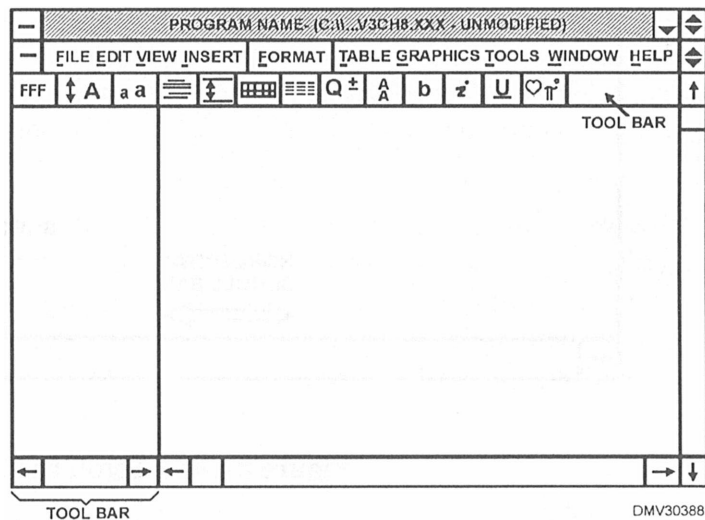 PROGRAM NAME- (C:\\...V3CH8.XXX - UNMODIFIED)
FILE EDIT VIEW INSERT FORMAT TABLE GRAPHICS TOOLS WINDOW HELP
FFF A a a Q± A A b i U
TOOL BAR
TOOL BAR
DMV30388